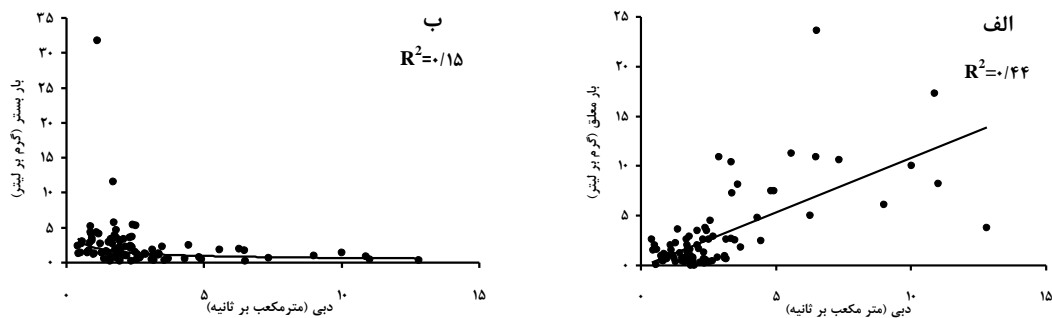 الف
R²=۰/۴۴
بار معلق (گرم بر لیتر)
۲۵
۲۰
۱۵
۱۰
۵
۰
۰ ۵ ۱۰ ۱۵
دبی (متر مکعب بر ثانیه)
ب
R²=۰/۱۵
بار بستر (گرم بر لیتر)
۳۵
۳۰
۱۵
۲۰
۱۵
۱۰
۵
۰
۰ ۵ ۱۰ ۱۵
دبی (مترمکعب بر ثانیه)